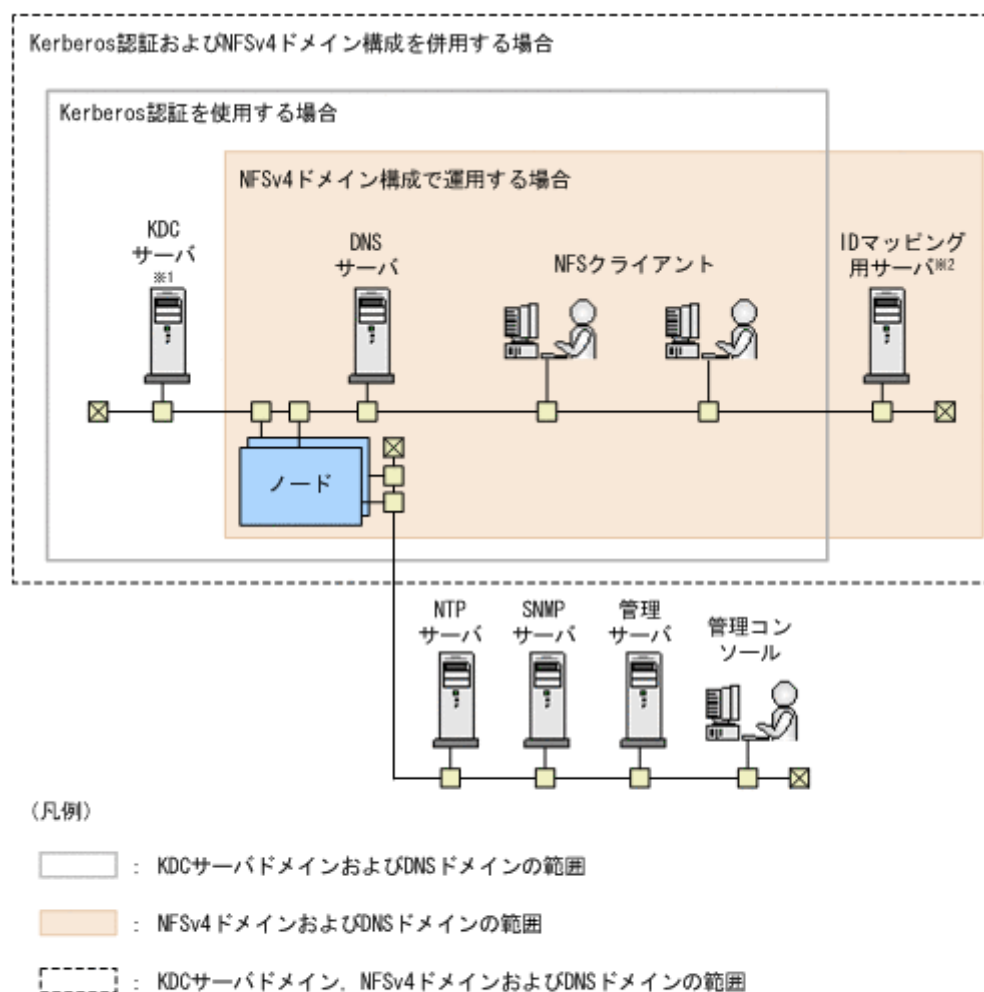 Kerberos認証およびNFSv4ドメイン構成を併用する場合
Kerberos認証を使用する場合
NFSv4ドメイン構成で運用する場合
KDC
サーバ
※1
DNS
サーバ
NFSクライアント
IDマッピング
用サーバ※2
ノード
NTP
サーバ
SNMP
サーバ
管理
サーバ
管理コン
ソール
(凡例)
: KDCサーバドメインおよびDNSドメインの範囲
: NFSv4ドメインおよびDNSドメインの範囲
: KDCサーバドメイン,NFSv4ドメインおよびDNSドメインの範囲